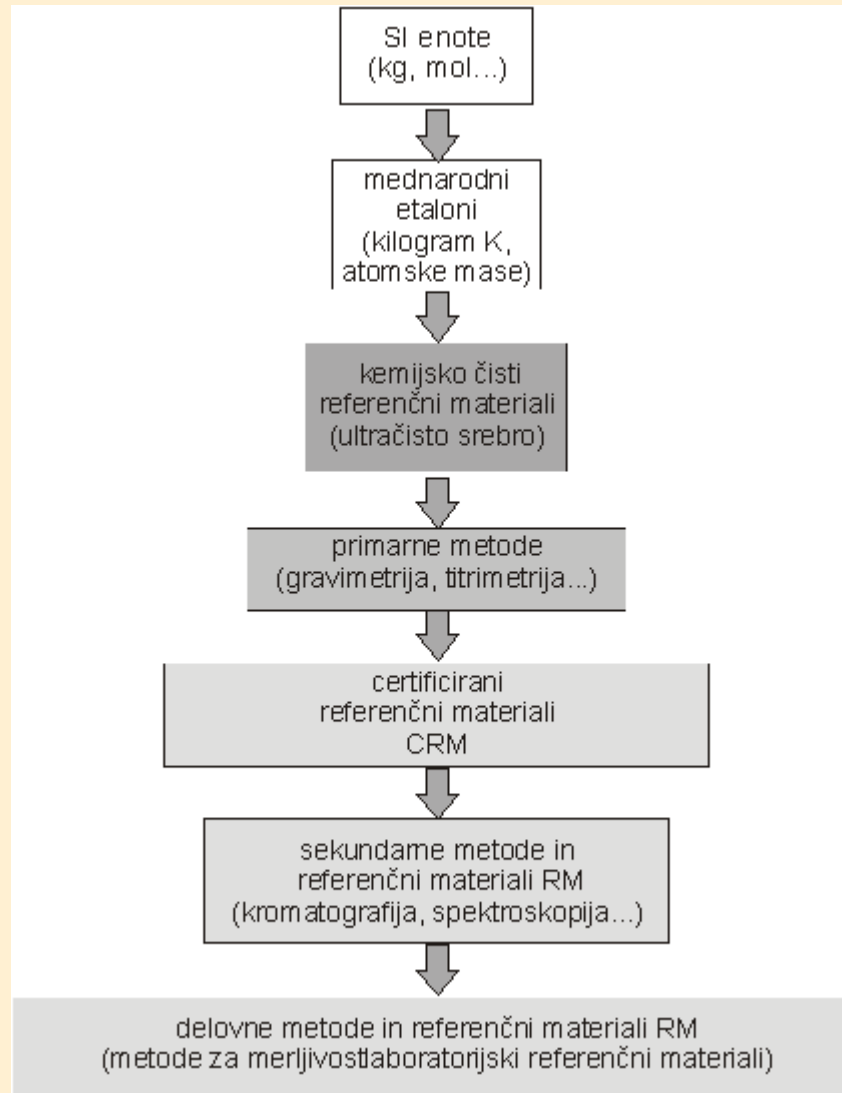 SI enote
(kg, mol...)
mednarodni
etaloni
(kilogram K,
atomske mase)
kemijsko čisti
referenčni materiali
(ultračisto srebro)
primarne metode
(gravimetrija, titrimetrija...)
certificirani
referenčni materiali
CRM
sekundarne metode in
referenčni materiali RM
(kromatografija, spektroskopija...)
delovne metode in referenčni materiali RM
(metode za merljivostlaboratorijski referenčni materiali)